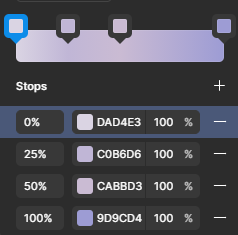 Stops
0% DAD4E3 100 %
25% C0B6D6 100 %
50% CABBD3 100 %
100% 9D9CD4 100 %